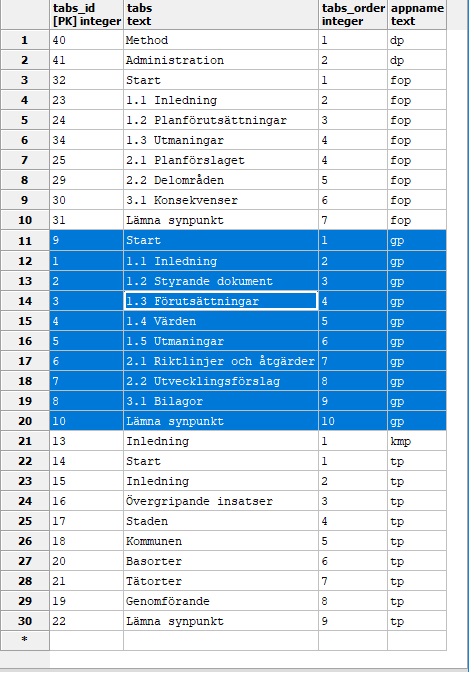 tabs_id tabs tabs_order appname
[PK] integer text integer text
1 40 Method 1 dp
2 41 Administration 2 dp
3 32 Start 1 fop
4 23 1.1 Inledning 2 fop
5 24 1.2 Planförutsättningar 3 fop
6 34 1.3 Utmaningar 4 fop
7 25 2.1 Planförslaget 4 fop
8 29 2.2 Delområden 5 fop
9 30 3.1 Konsekvenser 6 fop
10 31 Lämna synpunkt 7 fop
11 9 Start 1 gp
12 1 1.1 Inledning 2 gp
13 2 1.2 Styrande dokument 3 gp
14 3 1.3 Förutsättningar 4 gp
15 4 1.4 Värden 5 gp
16 5 1.5 Utmaningar 6 gp
17 6 2.1 Riktlinjer och åtgärder 7 gp
18 7 2.2 Utvecklingsförslag 8 gp
19 8 3.1 Bilagor 9 gp
20 10 Lämna synpunkt 10 gp
21 13 Inledning 1 kmp
22 14 Start 1 tp
23 15 Inledning 2 tp
24 16 Övergripande insatser 3 tp
25 17 Staden 4 tp
26 18 Kommunen 5 tp
27 20 Basorter 6 tp
28 21 Tätorter 7 tp
29 19 Genomförande 8 tp
30 22 Lämna synpunkt 9 tp
*